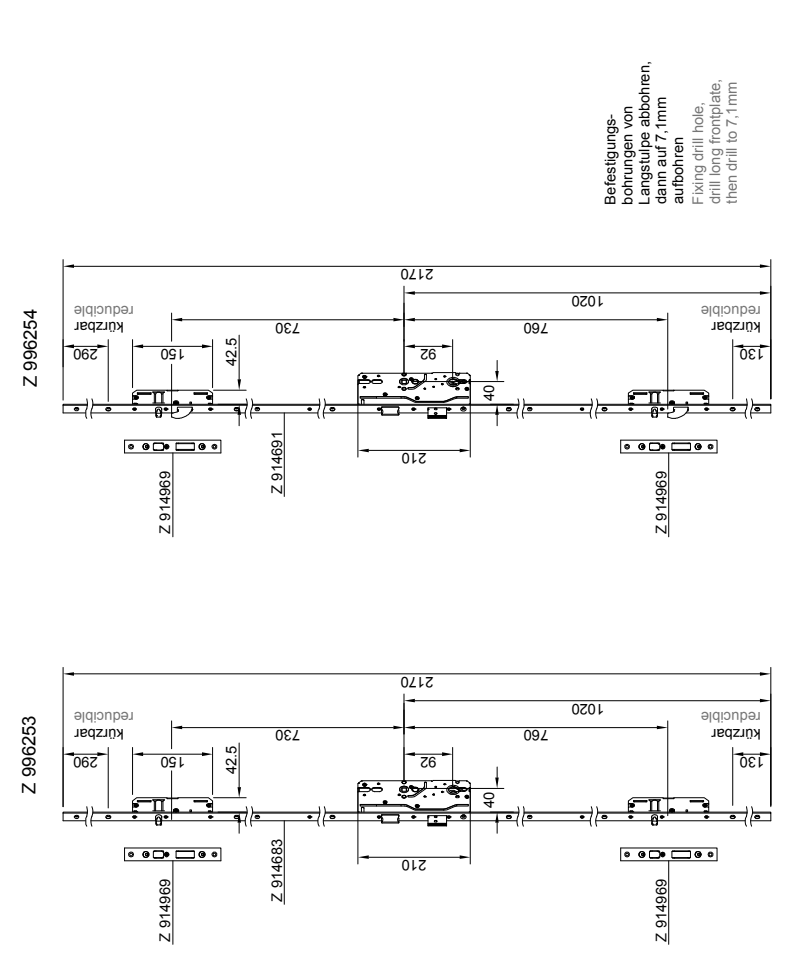 Befestigungs-
bohrungen von
Langstulpe abbohren,
dann auf 7,1mm
aufbohren
Fixing drill hole,
drill long frontplate,
then drill to 7,1mm
Z 996254
2170
1020
reducible
kürzbar
730
760
reducible
kürzbar
290
150
42.5
92
130
40
210
Z 914969
Z 914691
Z 914969
Z 996253
2170
1020
reducible
kürzbar
730
760
reducible
kürzbar
290
150
42.5
92
130
40
210
Z 914969
Z 914683
Z 914969